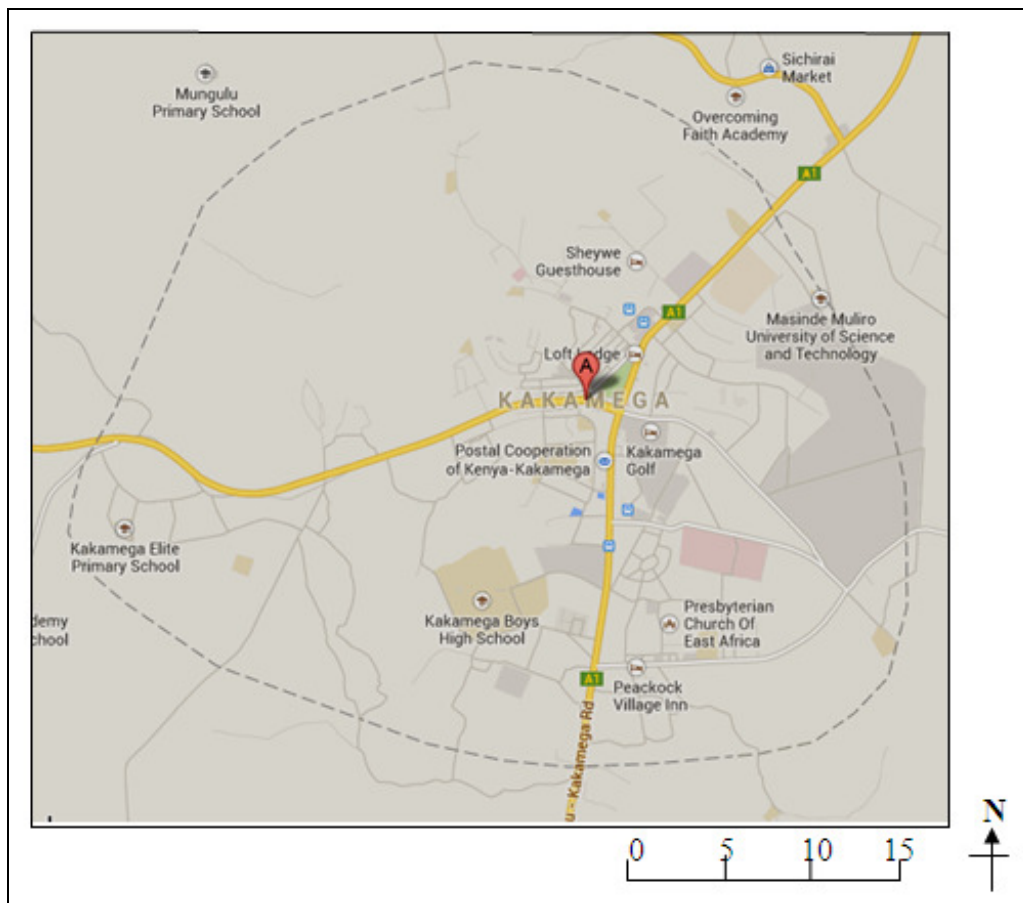 Sichirai
Market
Mungulu
Primary School
Overcoming
Faith Academy
A1
Sheywe
Guesthouse
A1
Masinde Muliro
University of Science
and Technology
Loft Lodge
A
KAKAMEGA
Postal Cooperation
of Kenya-Kakamega
Kakamega
Golf
Kakamega Elite
Primary School
demy
chool
Kakamega Boys
High School
Presbyterian
Church Of
East Africa
A1
Peackock
Village Inn
u - Kakamega Rd
N
0 5 10 15